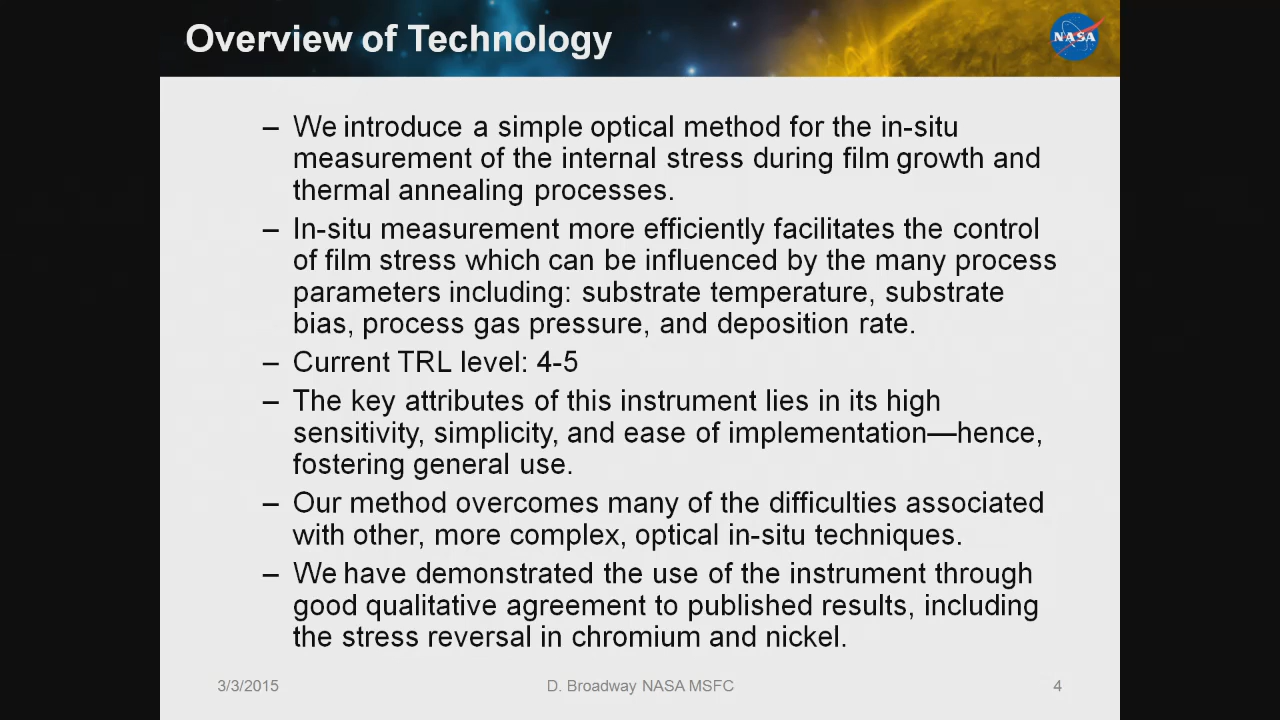 Overview of Technology
NASA
– We introduce a simple optical method for the in-situ
measurement of the internal stress during film growth and
thermal annealing processes.
– In-situ measurement more efficiently facilitates the control
of film stress which can be influenced by the many process
parameters including: substrate temperature, substrate
bias, process gas pressure, and deposition rate.
– Current TRL level: 4-5
– The key attributes of this instrument lies in its high
sensitivity, simplicity, and ease of implementation—hence,
fostering general use.
– Our method overcomes many of the difficulties associated
with other, more complex, optical in-situ techniques.
– We have demonstrated the use of the instrument through
good qualitative agreement to published results, including
the stress reversal in chromium and nickel.
3/3/2015 D. Broadway NASA MSFC 4